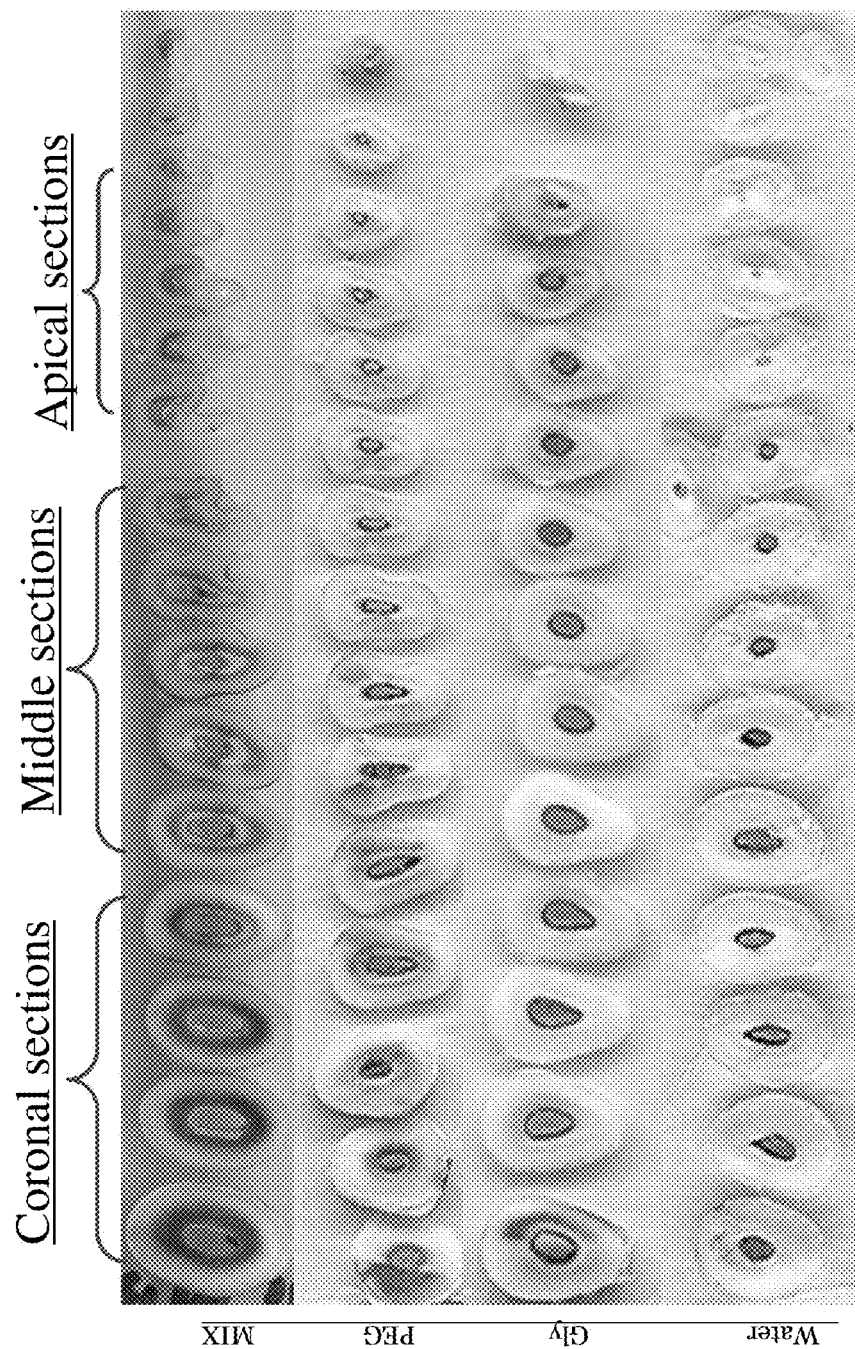 Coronal sections
Middle sections
Apical sections
MIX
PEG
Gly
Water